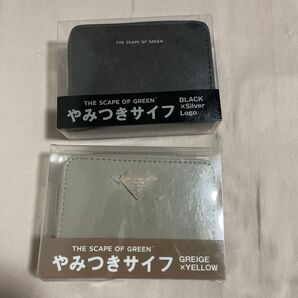 THE SCAPE OF GREEN
THE SCAPE OF GREEN™
やみつきサイフ
BLACK
×Silver
Logo
THE SCAPE OF GREEN™
やみつきサイフ
GREIGE
×YELLOW